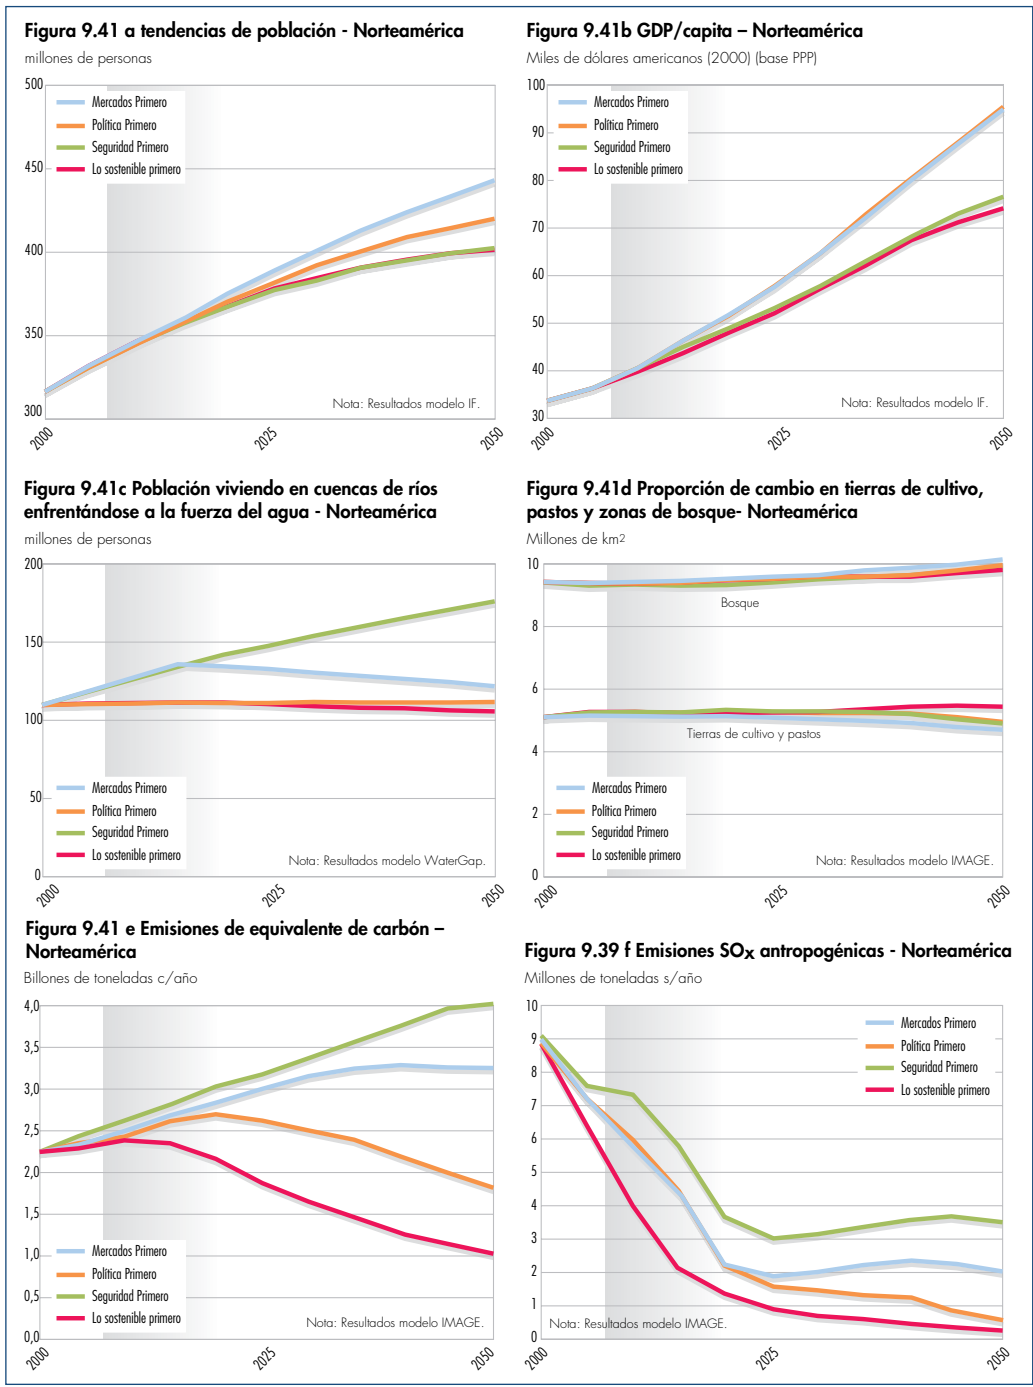 Figura 9.41 a tendencias de población - Norteamérica
millones de personas
500
450
400
350
300
Mercados Primero
Política Primero
Seguridad Primero
Lo sostenible primero
Nota: Resultados modelo IF.
2000
2025
2050
Figura 9.41b GDP/capita – Norteamérica
Miles de dólares americanos (2000) (base PPP)
100
90
80
70
60
50
40
30
Mercados Primero
Política Primero
Seguridad Primero
Lo sostenible primero
Nota: Resultados modelo IF.
2000
2025
2050
Figura 9.41c Población viviendo en cuencas de ríos
enfrentándose a la fuerza del agua - Norteamérica
millones de personas
200
150
100
50
0
Mercados Primero
Política Primero
Seguridad Primero
Lo sostenible primero
Nota: Resultados modelo WaterGap.
2000
2025
2050
Figura 9.41d Proporción de cambio en tierras de cultivo,
pastos y zonas de bosque- Norteamérica
Millones de km2
10
8
6
4
2
0
Bosque
Tierras de cultivo y pastos
Mercados Primero
Política Primero
Seguridad Primero
Lo sostenible primero
Nota: Resultados modelo IMAGE.
2000
2025
2050
Figura 9.41 e Emisiones de equivalente de carbón –
Norteamérica
Billones de toneladas c/año
4,0
3,5
3,0
2,5
2,0
1,5
1,0
0,5
0,0
Mercados Primero
Política Primero
Seguridad Primero
Lo sostenible primero
Nota: Resultados modelo IMAGE.
2000
2025
2050
Figura 9.39 f Emisiones SOx antropogénicas - Norteamérica
Millones de toneladas s/año
10
9
8
7
6
5
4
3
2
1
0
Mercados Primero
Política Primero
Seguridad Primero
Lo sostenible primero
Nota: Resultados modelo IMAGE.
2000
2025
2050